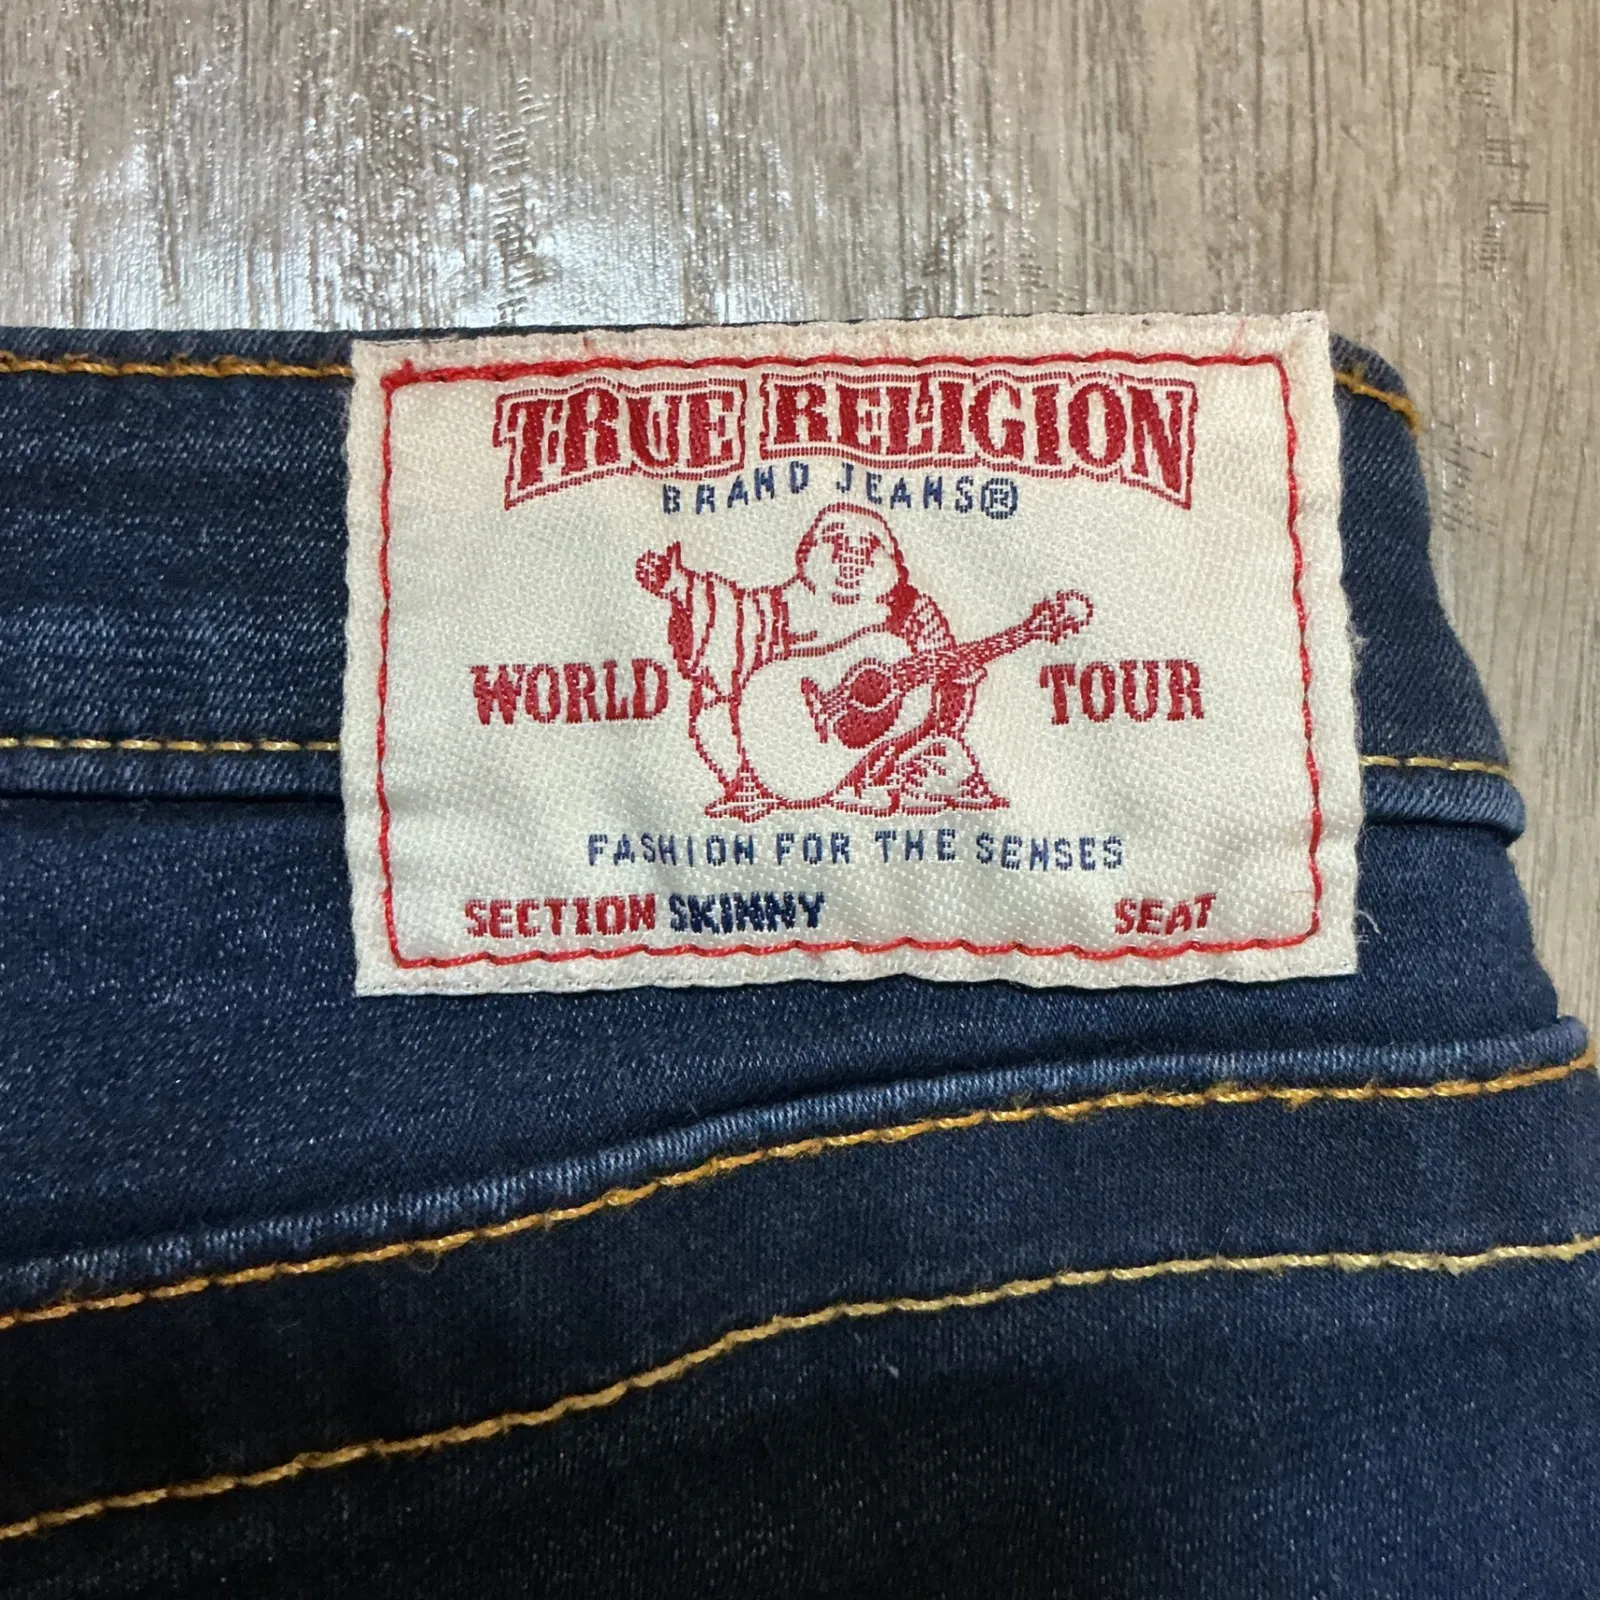 TRUE RELIGION
BRAND JEANS®
WORLD TOUR
FASHION FOR THE SENSES
SECTION SKINNY SEAT